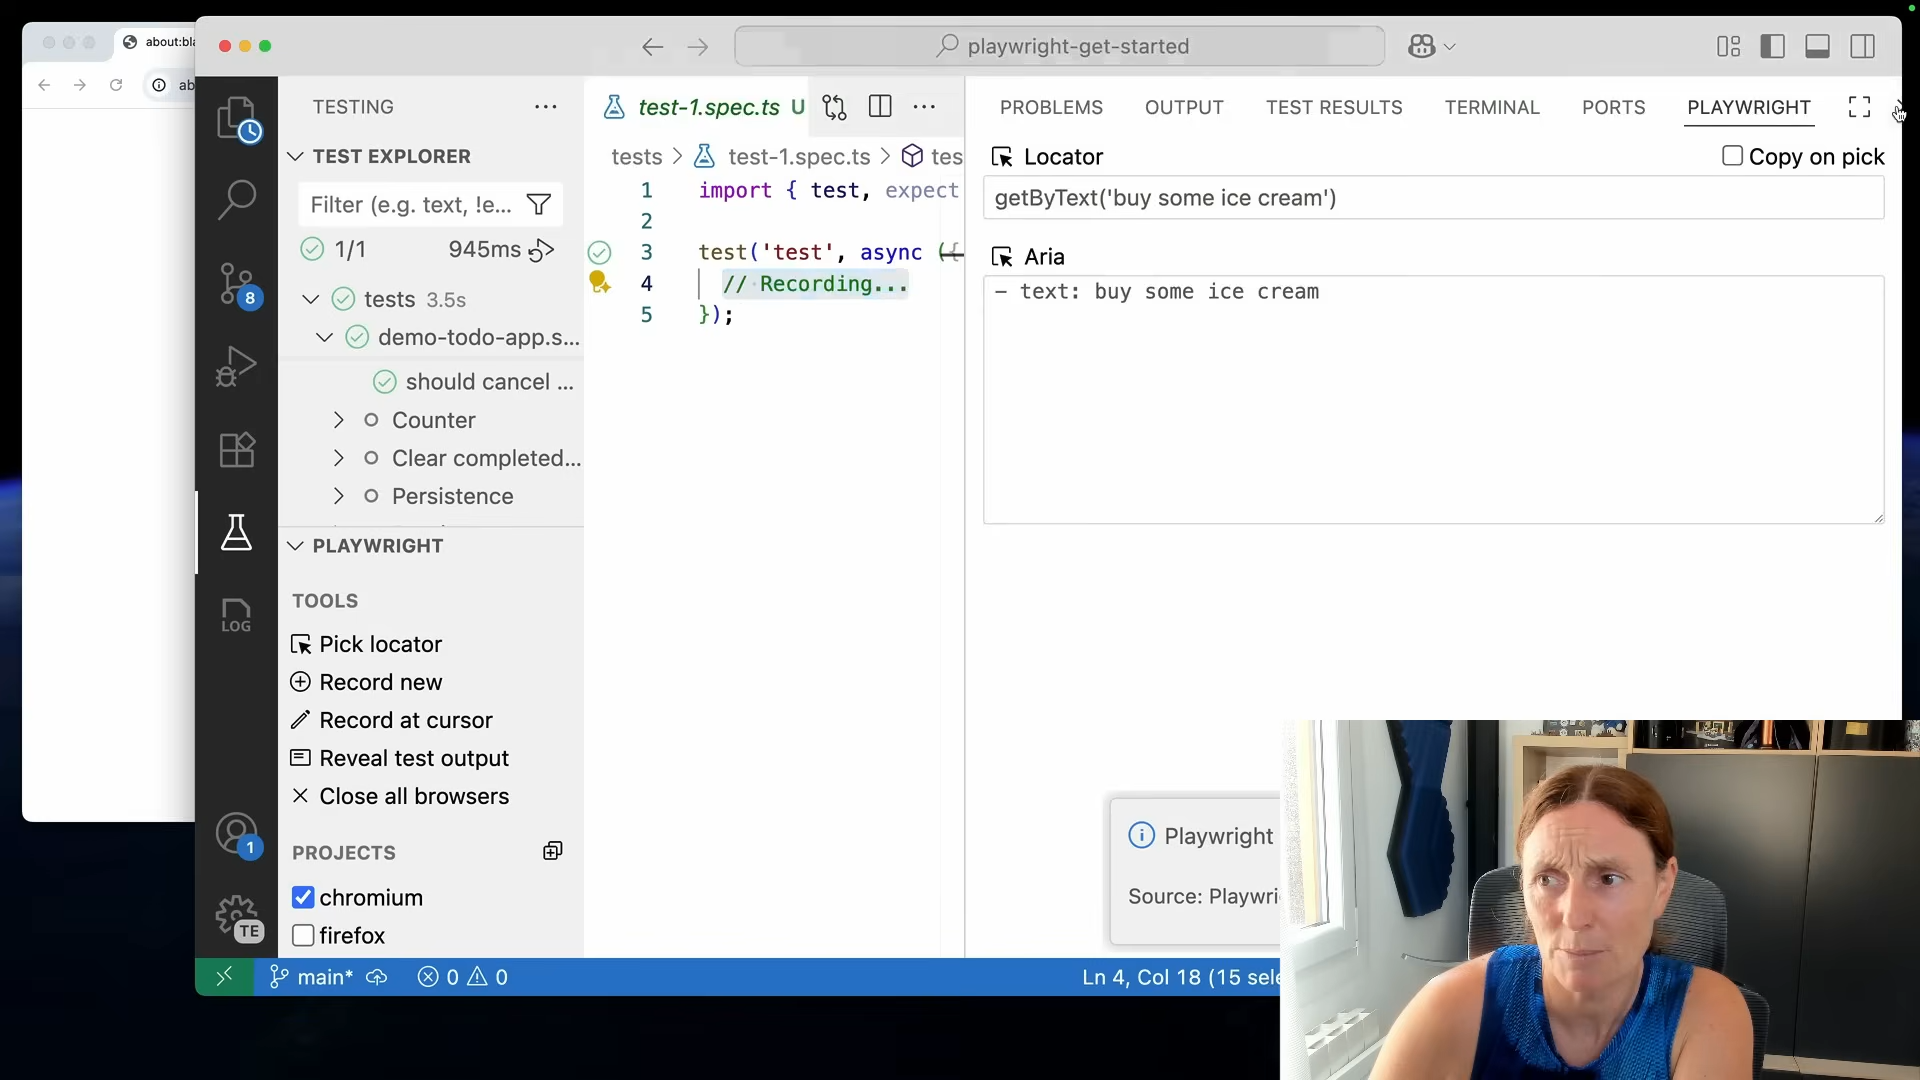 about:bla
ab
playwright-get-started
TESTING
TEST EXPLORER
Filter (e.g. text, !e...
1/1 945ms
tests 3.5s
demo-todo-app.s...
should cancel ...
Counter
Clear completed...
Persistence
PLAYWRIGHT
TOOLS
Pick locator
Record new
Record at cursor
Reveal test output
Close all browsers
PROJECTS
chromium
firefox
8
LOG
1
TE
test-1.spec.ts U
tests > test-1.spec.ts > tes
1 import { test, expect
2
3 test('test', async ({
4 // Recording...
5 });
PROBLEMS OUTPUT TEST RESULTS TERMINAL PORTS PLAYWRIGHT
Locator Copy on pick
getByText('buy some ice cream')
Aria
- text: buy some ice cream
Playwright
Source: Playwri
main* 0 0 Ln 4, Col 18 (15 sele